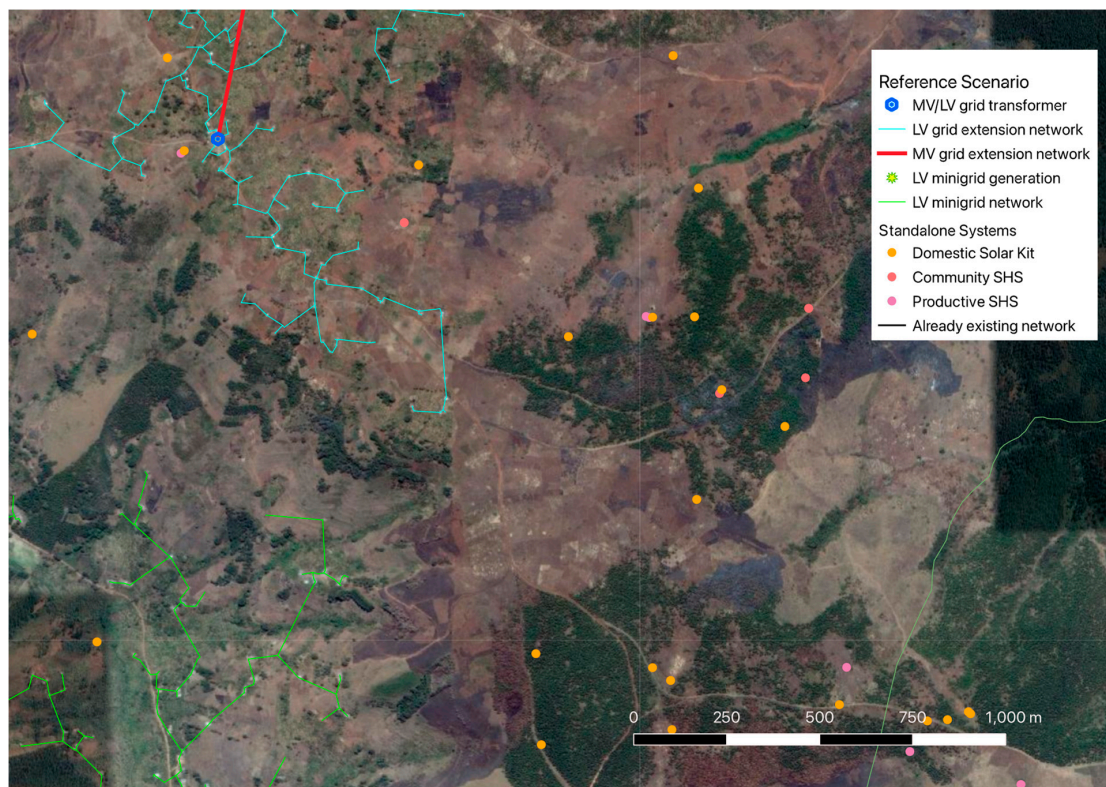 Reference Scenario
MV/LV grid transformer
LV grid extension network
MV grid extension network
LV minigrid generation
LV minigrid network
Standalone Systems
Domestic Solar Kit
Community SHS
Productive SHS
Already existing network
0 250 500 750 1,000 m